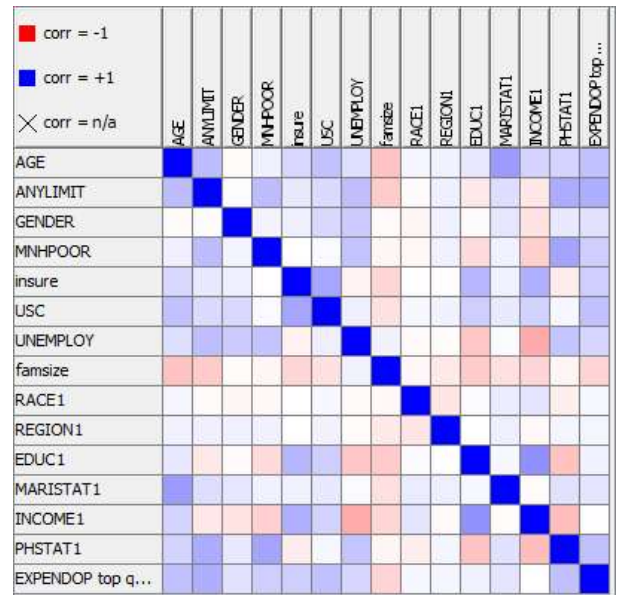 corr = -1
corr = +1
corr = n/a
AGE
ANYLIMIT
GENDER
MNHPOOR
insure
USC
UNEMPLOY
famsize
RACE1
REGION1
EDUC1
MARISTAT1
INCOME1
PHSTAT1
EXPENDOP top ...
AGE
ANYLIMIT
GENDER
MNHPOOR
insure
USC
UNEMPLOY
famsize
RACE1
REGION1
EDUC1
MARISTAT1
INCOME1
PHSTAT1
EXPENDOP top q...